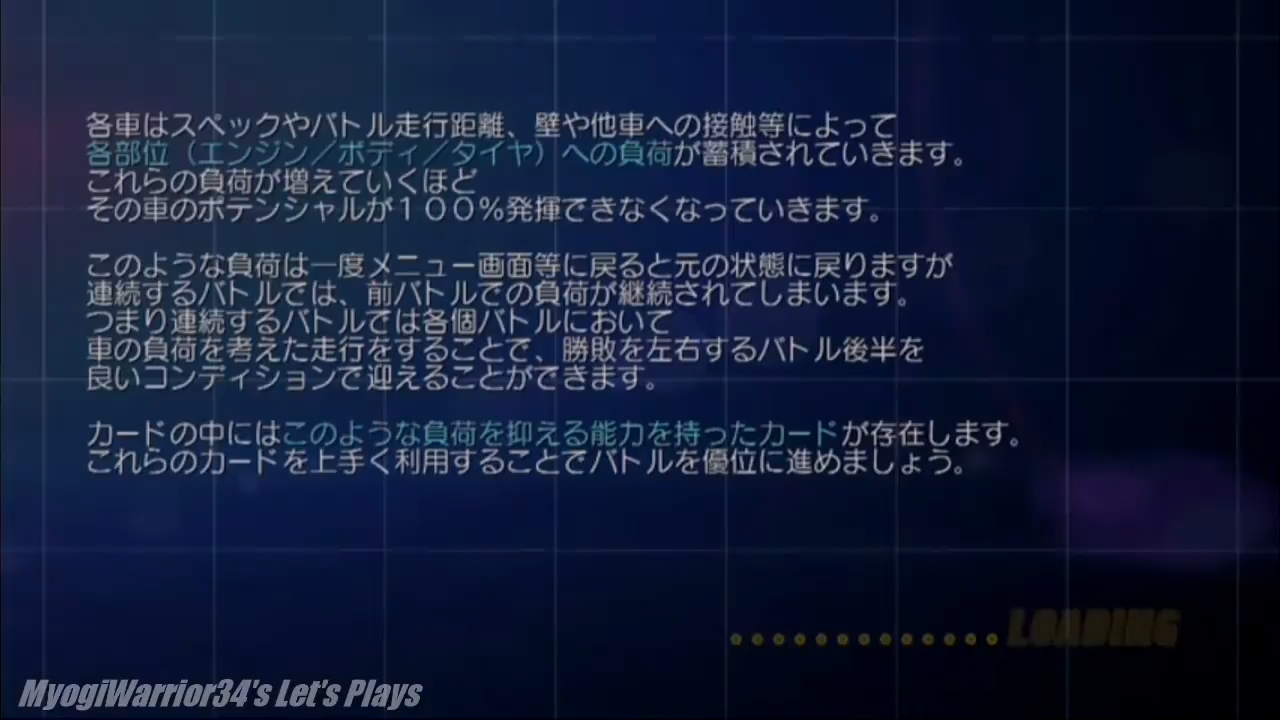 各車はスペックやバトル走行距離、壁や他車への接触等によって
各部位（エンジン／ボディ／タイヤ）への負荷が蓄積されていきます。
これらの負荷が増えていくほど
その車のポテンシャルが１００％発揮できなくなっていきます。
このような負荷は一度メニュー画面等に戻ると元の状態に戻りますが
連続するバトルでは、前バトルでの負荷が継続されてしまいます。
つまり連続するバトルでは各個バトルにおいて
車の負荷を考えた走行をすることで、勝敗を左右するバトル後半を
良いコンディションで迎えることができます。
カードの中にはこのような負荷を抑える能力を持ったカードが存在します。
これらのカードを上手く利用することでバトルを優位に進めましょう。
.............LOADING
MyogiWarrior34's Let's Plays